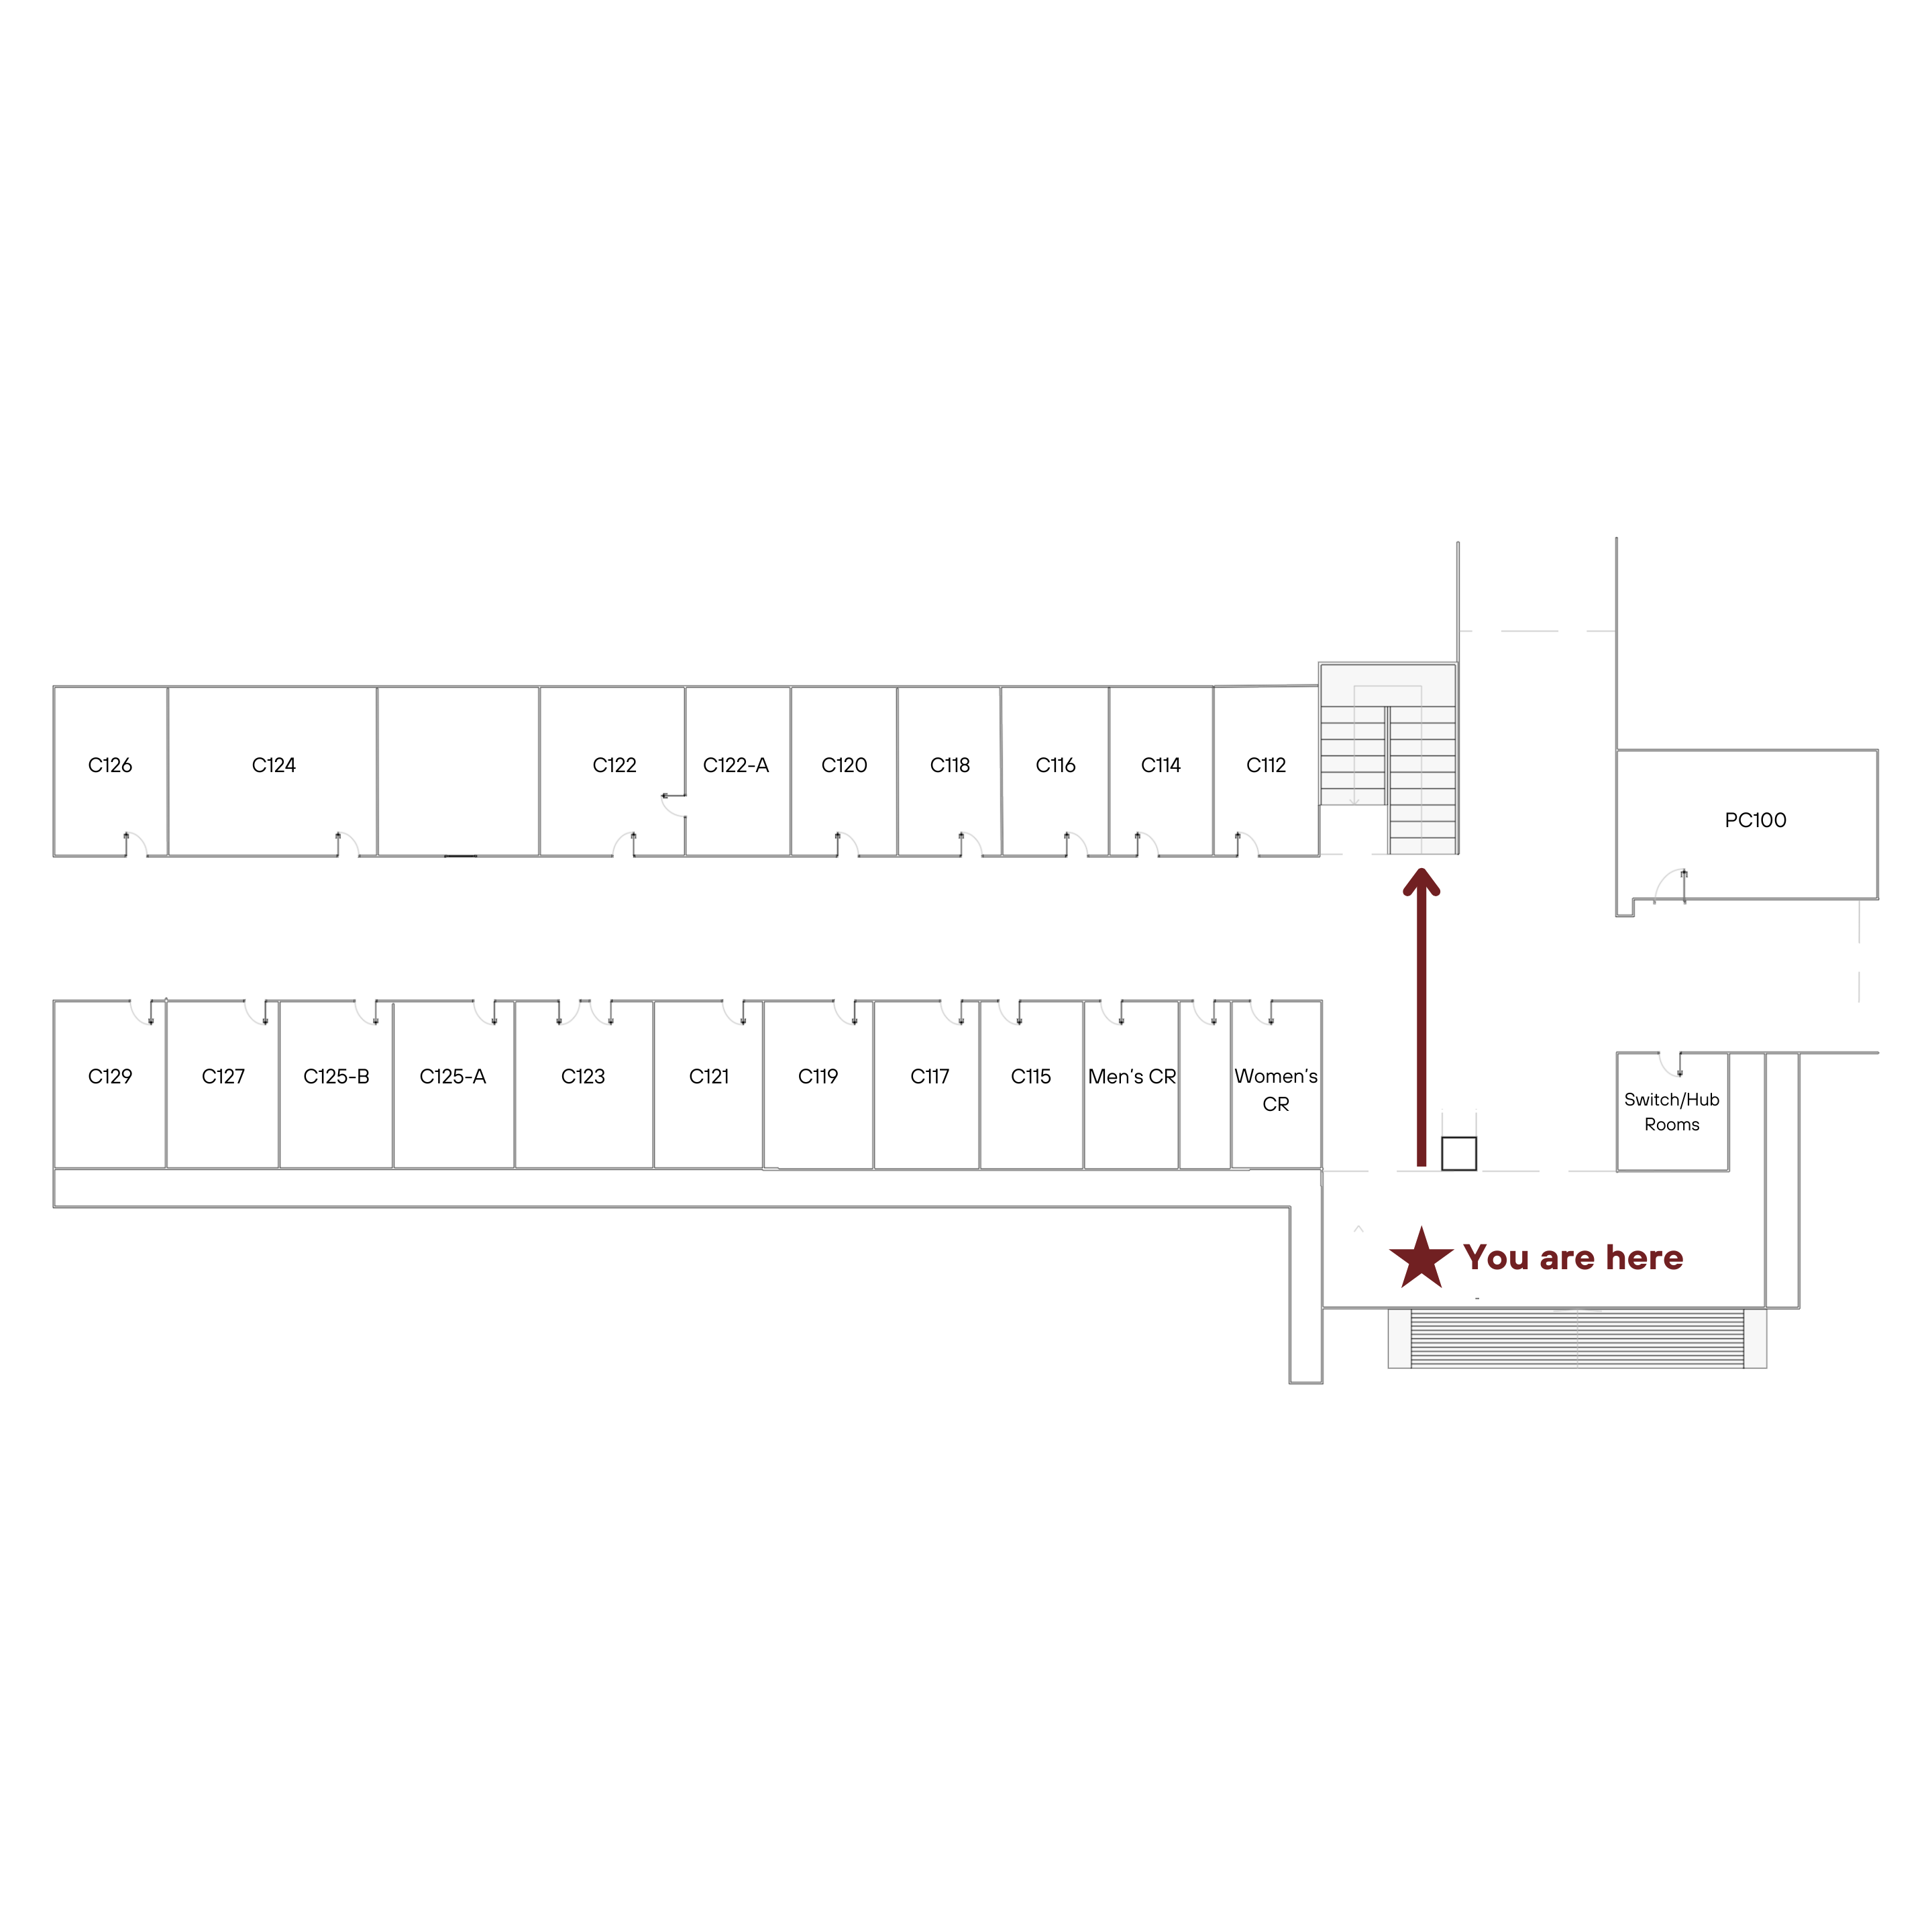 C126
C124
C122
C122-A
C120
C118
C116
C114
C112
PC100
C129
C127
C125-B
C125-A
C123
C121
C119
C117
C115
Men's CR
Women's
CR
Switch/Hub
Rooms
You are here